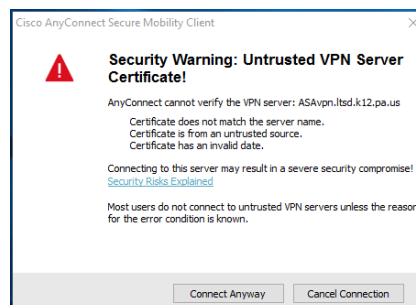 Cisco AnyConnect Secure Mobility Client
Security Warning: Untrusted VPN Server
Certificate!
AnyConnect cannot verify the VPN server: ASAvpn.ltsd.k12.pa.us
Certificate does not match the server name.
Certificate is from an untrusted source.
Certificate has an invalid date.
Connecting to this server may result in a severe security compromise!
Security Risks Explained
Most users do not connect to untrusted VPN servers unless the reason
for the error condition is known.
Connect Anyway
Cancel Connection